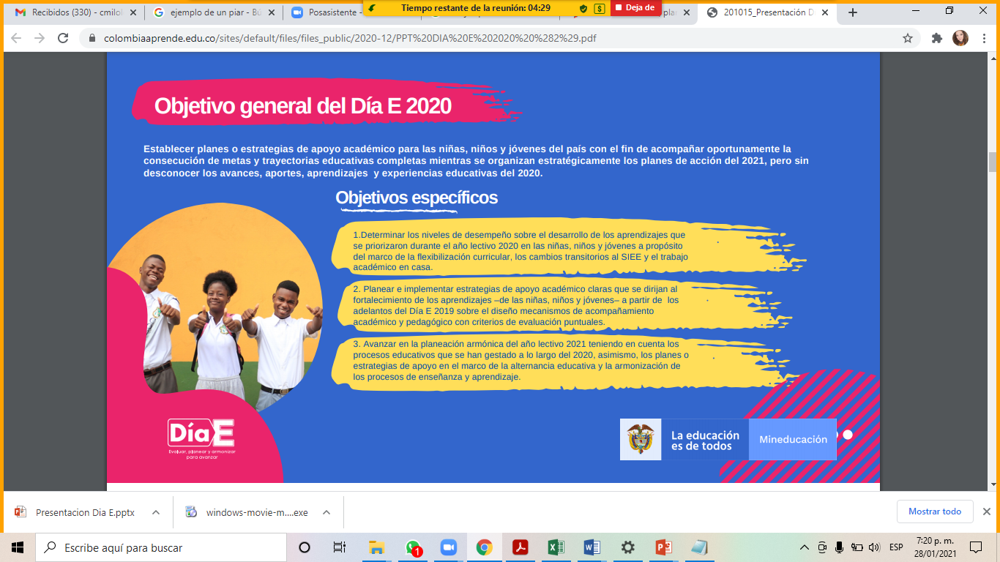 Tiempo restante de la reunión: 04:29
Deja de
Recibidos (330) - cmiloh
ejemplo de un piar - Bú
Posasistente -
201015_Presentación D
colombiaaprende.edu.co/sites/default/files/files_public/2020-12/PPT%20DIA%20E%202020%20%282%29.pdf
Objetivo general del Día E 2020
Establecer planes o estrategias de apoyo académico para las niñas, niños y jóvenes del país con el fin de acompañar oportunamente la
consecución de metas y trayectorias educativas completas mientras se organizan estratégicamente los planes de acción del 2021, pero sin
desconocer los avances, aportes, aprendizajes y experiencias educativas del 2020.
Objetivos específicos
1.Determinar los niveles de desempeño sobre el desarrollo de los aprendizajes que
se priorizaron durante el año lectivo 2020 en las niñas, niños y jóvenes a propósito
del marco de la flexibilización curricular, los cambios transitorios al SIEE y el trabajo
académico en casa.
2. Planear e implementar estrategias de apoyo académico claras que se dirijan al
fortalecimiento de los aprendizajes –de las niñas, niños y jóvenes– a partir de los
adelantos del Día E 2019 sobre el diseño mecanismos de acompañamiento
académico y pedagógico con criterios de evaluación puntuales.
3. Avanzar en la planeación armónica del año lectivo 2021 teniendo en cuenta los
procesos educativos que se han gestado a lo largo del 2020, asimismo, los planes o
estrategias de apoyo en el marco de la alternancia educativa y la armonización de
los procesos de enseñanza y aprendizaje.
Día E
Evaluar, planear y armonizar
para avanzar
La educación
es de todos
Mineducación
Presentacion Dia E.pptx
windows-movie-m....exe
Mostrar todo
Escribe aquí para buscar
1
ESP
7:20 p. m.
28/01/2021